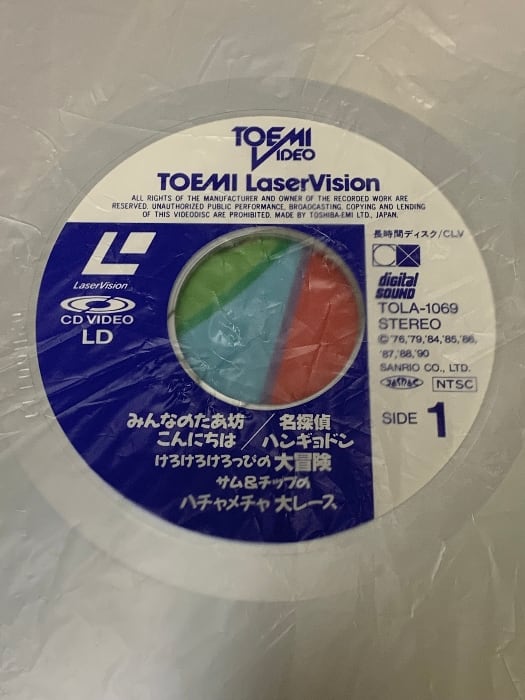 TOEMI
VIDEO
TOEMI LaserVision
ALL RIGHTS OF THE MANUFACTURER AND OWNER OF THE RECORDED WORK ARE
RESERVED. UNAUTHORIZED PUBLIC PERFORMANCE, BROADCASTING, COPYING AND LENDING
OF THIS VIDEODISC ARE PROHIBITED. MADE BY TOSHIBA-EMI LTD., JAPAN.
LaserVision
CD VIDEO
LD
長時間ディスク/CLV
CX
digital
SOUND
TOLA-1069
STEREO
©'76,'79,'84,'85,'86,
'87,'88,'90
SANRIO CO., LTD.
NTSC
SIDE 1
みんなのたあ坊/名探偵
こんにちは/ハンギョドン
けろけろけろっぴの大冒険
サム&チップの
ハチャメチャ大レース